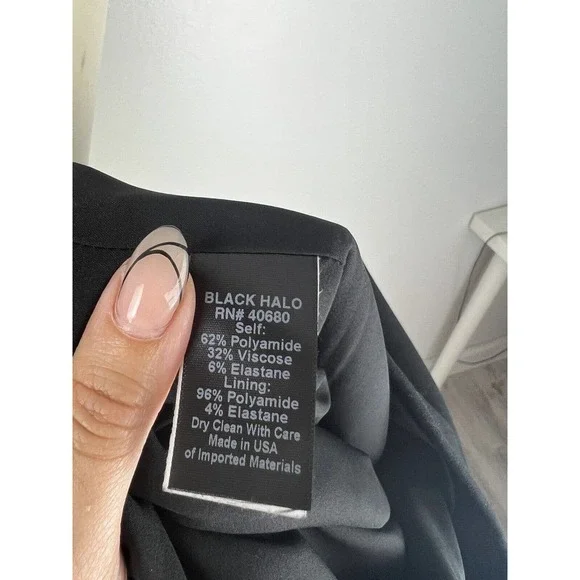 BLACK HALO
RN# 40680
Self:
62% Polyamide
32% Viscose
6% Elastane
Lining:
96% Polyamide
4% Elastane
Dry Clean With Care
Made in USA
of Imported Materials